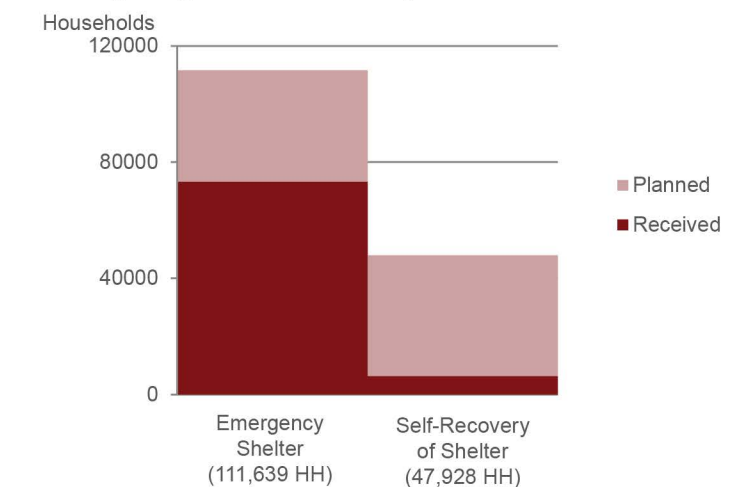 Households
120000
80000
40000
0
Planned
Received
Emergency
Shelter
(111,639 HH)
Self-Recovery
of Shelter
(47,928 HH)